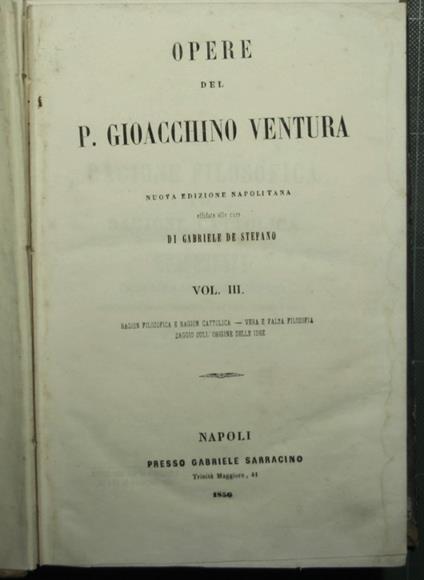 OPERE
DEL
P. GIOACCHINO VENTURA
NUOVA EDIZIONE NAPOLITANA
affidata alle cure
DI GABRIELE DE STEFANO
VOL. III.
RAGION FILOSOFICA E RAGION CATTOLICA — VERA E FALSA FILOSOFIA
SAGGIO SULL'ORIGINE DELLE IDEE
NAPOLI
PRESSO GABRIELE SARRACINO
Trinità Maggiore, 41
1856